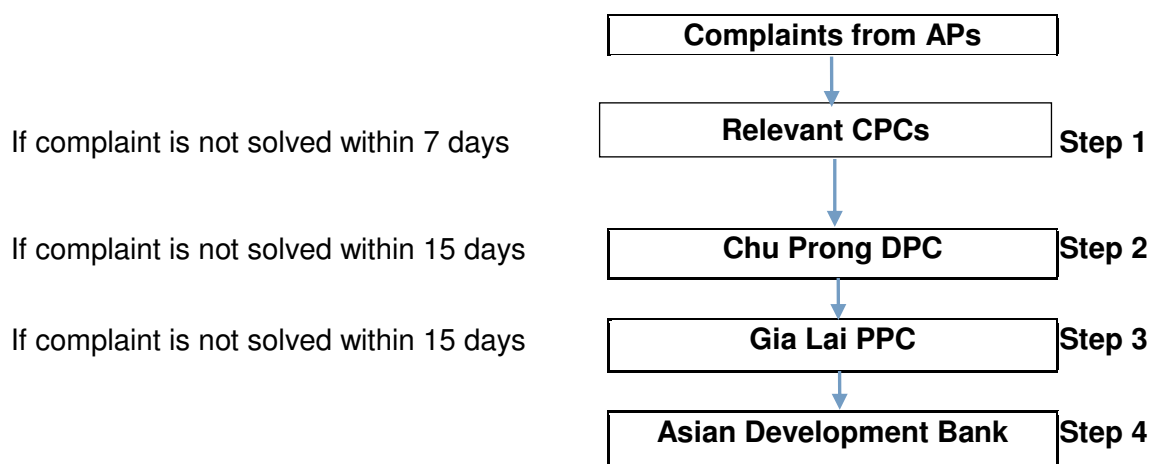 Complaints from APs
If complaint is not solved within 7 days Relevant CPCs Step 1
If complaint is not solved within 15 days Chu Prong DPC Step 2
If complaint is not solved within 15 days Gia Lai PPC Step 3
Asian Development Bank Step 4